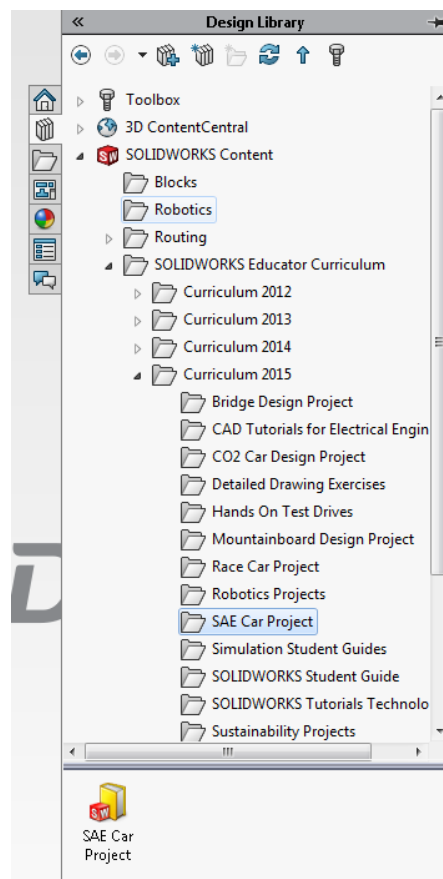 Design Library
Toolbox
3D ContentCentral
SOLIDWORKS Content
Blocks
Robotics
Routing
SOLIDWORKS Educator Curriculum
Curriculum 2012
Curriculum 2013
Curriculum 2014
Curriculum 2015
Bridge Design Project
CAD Tutorials for Electrical Engin
CO2 Car Design Project
Detailed Drawing Exercises
Hands On Test Drives
Mountainboard Design Project
Race Car Project
Robotics Projects
SAE Car Project
Simulation Student Guides
SOLIDWORKS Student Guide
SOLIDWORKS Tutorials Technolo
Sustainability Projects
SAE Car
Project